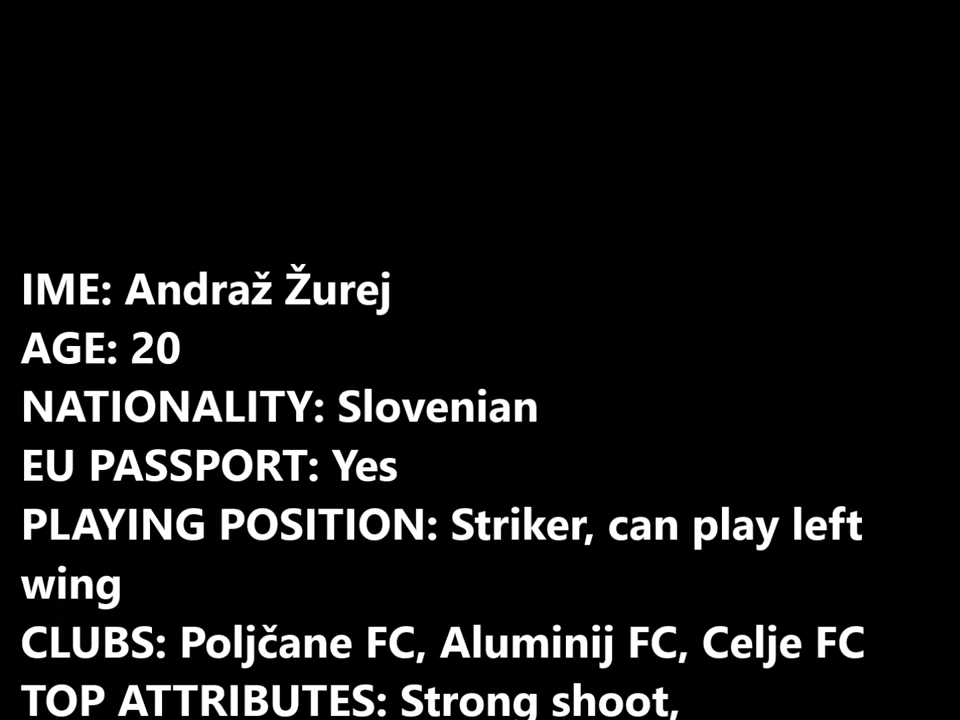 IME: Andraž Žurej
AGE: 20
NATIONALITY: Slovenian
EU PASSPORT: Yes
PLAYING POSITION: Striker, can play left
wing
CLUBS: Poljčane FC, Aluminij FC, Celje FC
TOP ATTRIBUTES: Strong shoot,